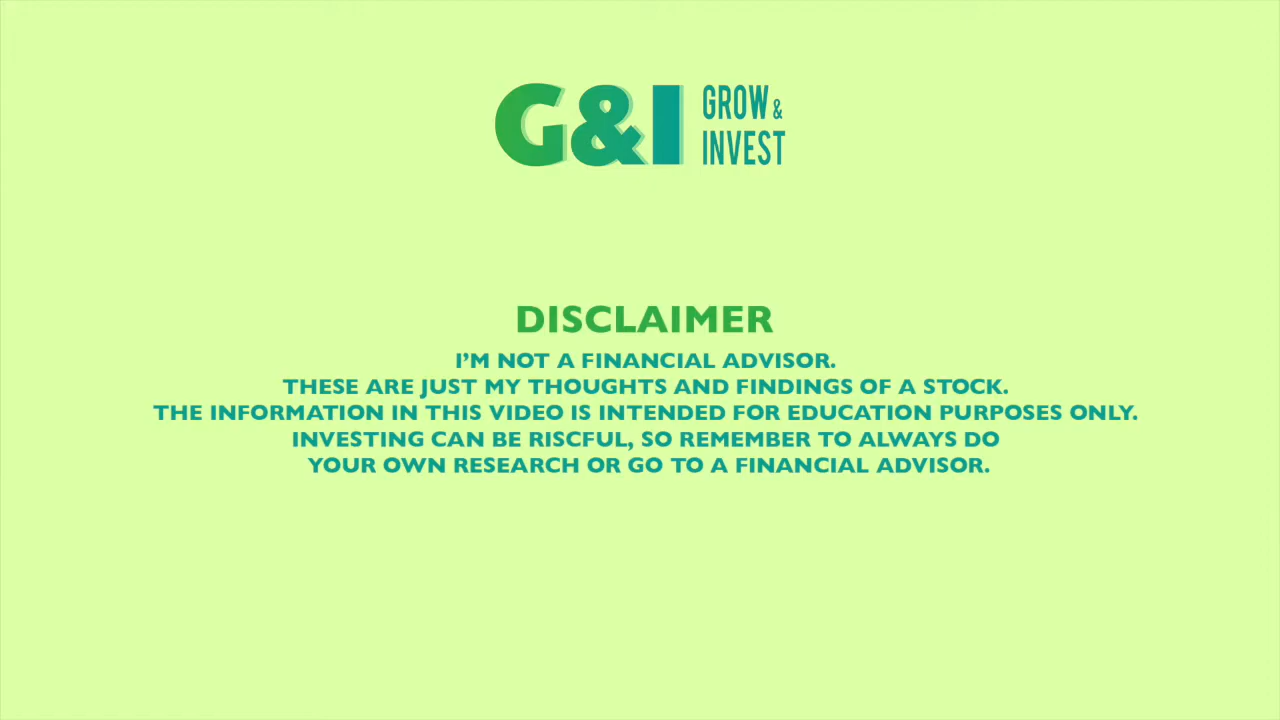 G&I GROW &
INVEST
DISCLAIMER
I'M NOT A FINANCIAL ADVISOR.
THESE ARE JUST MY THOUGHTS AND FINDINGS OF A STOCK.
THE INFORMATION IN THIS VIDEO IS INTENDED FOR EDUCATION PURPOSES ONLY.
INVESTING CAN BE RISCFUL, SO REMEMBER TO ALWAYS DO
YOUR OWN RESEARCH OR GO TO A FINANCIAL ADVISOR.